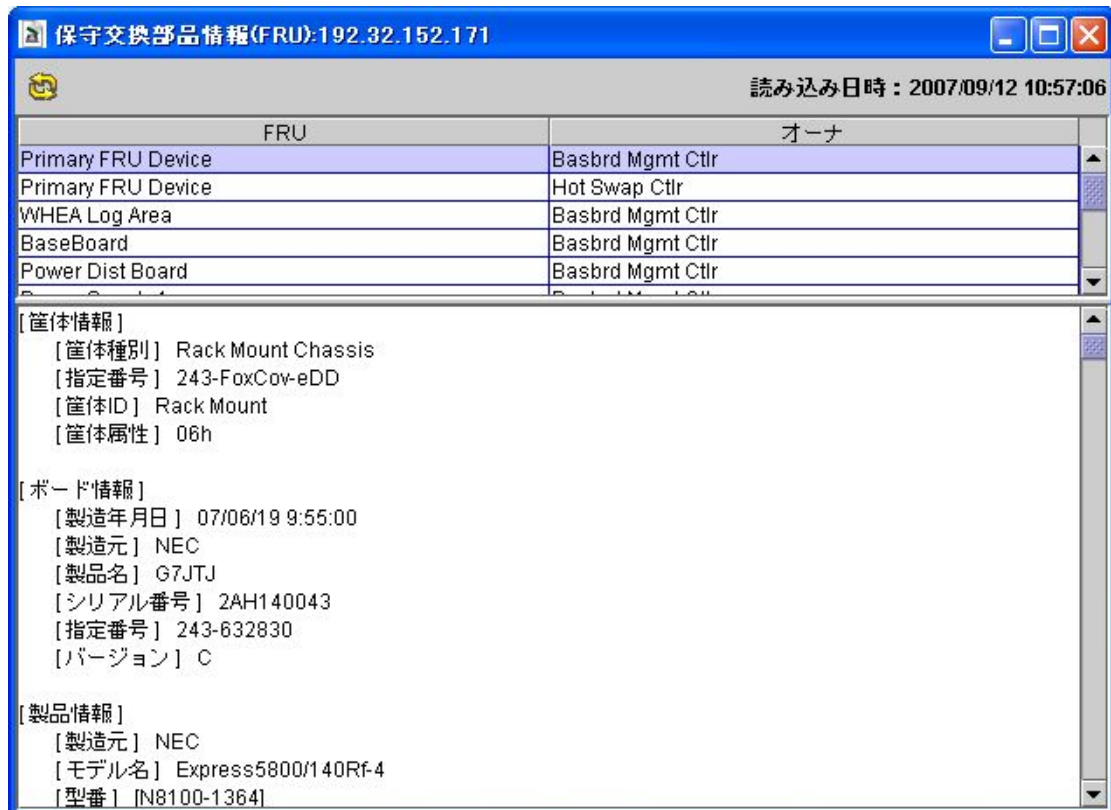 保守交換部品情報(FRU):192.32.152.171
読み込み日時：2007/09/12 10:57:06
FRU オーナ
Primary FRU Device Basbrd Mgmt Ctlr
Primary FRU Device Hot Swap Ctlr
WHEA Log Area Basbrd Mgmt Ctlr
BaseBoard Basbrd Mgmt Ctlr
Power Dist Board Basbrd Mgmt Ctlr
[筐体情報]
[筐体種別] Rack Mount Chassis
[指定番号] 243-FoxCov-eDD
[筐体ID] Rack Mount
[筐体属性] 06h
[ボード情報]
[製造年月日] 07/06/19 9:55:00
[製造元] NEC
[製品名] G7JTJ
[シリアル番号] 2AH140043
[指定番号] 243-632830
[バージョン] C
[製品情報]
[製造元] NEC
[モデル名] Express5800/140Rf-4
[型番] [N8100-1364]